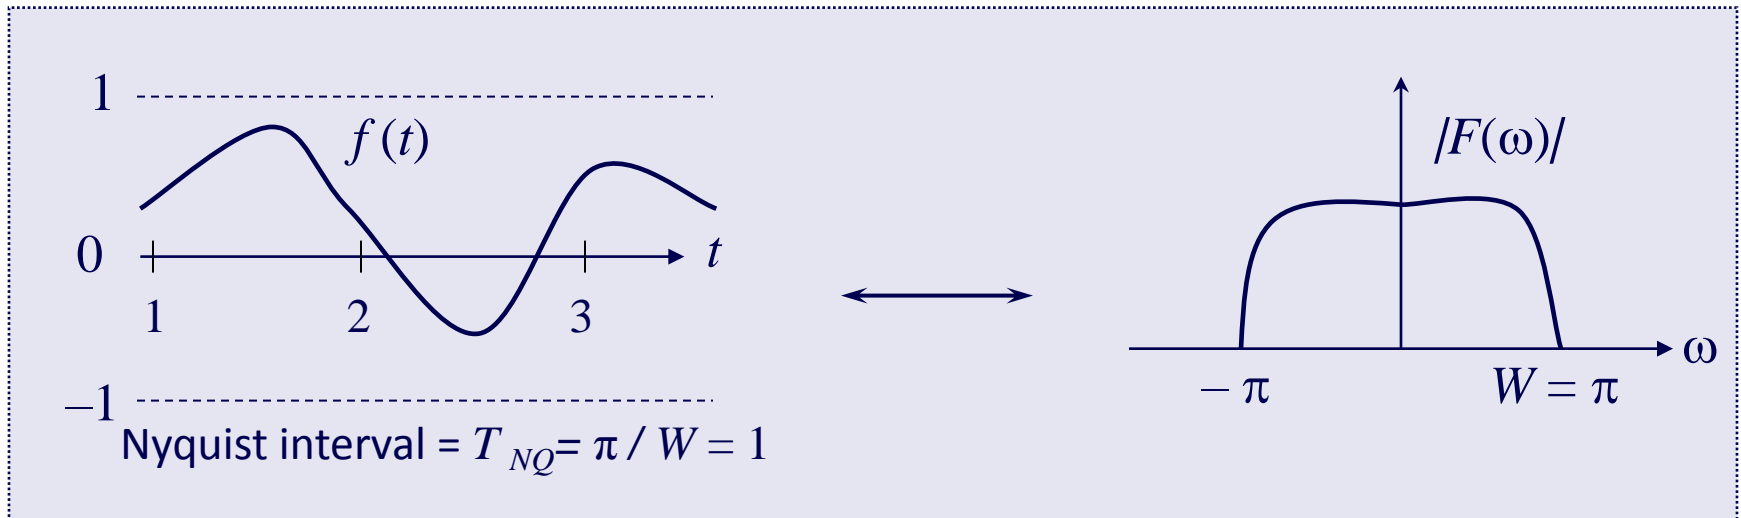 1
f (t)
0
t
1 2 3
–1
Nyquist interval = T NQ= π / W = 1
/F(ω)/
ω
– π W = π